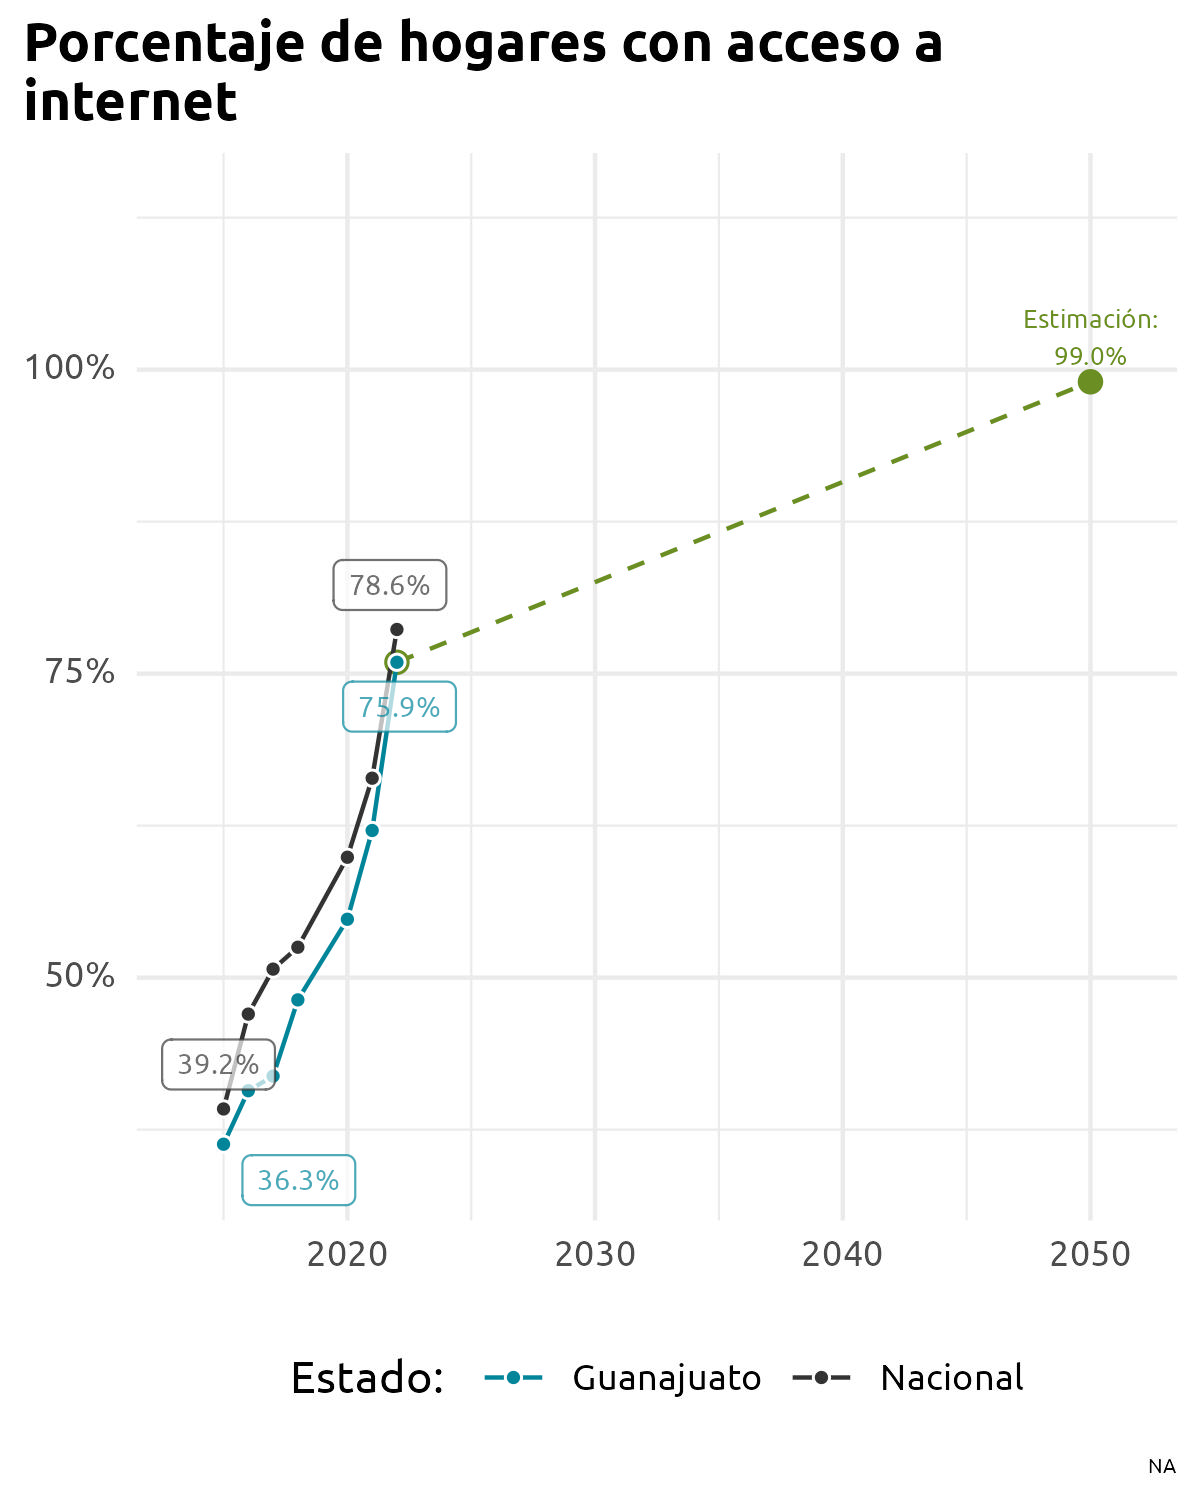 Porcentaje de hogares con acceso a
internet
Estimación:
99.0%
100%
78.6%
75%
75.9%
50%
39.2%
36.3%
2020 2030 2040 2050
Estado: Guanajuato Nacional
NA